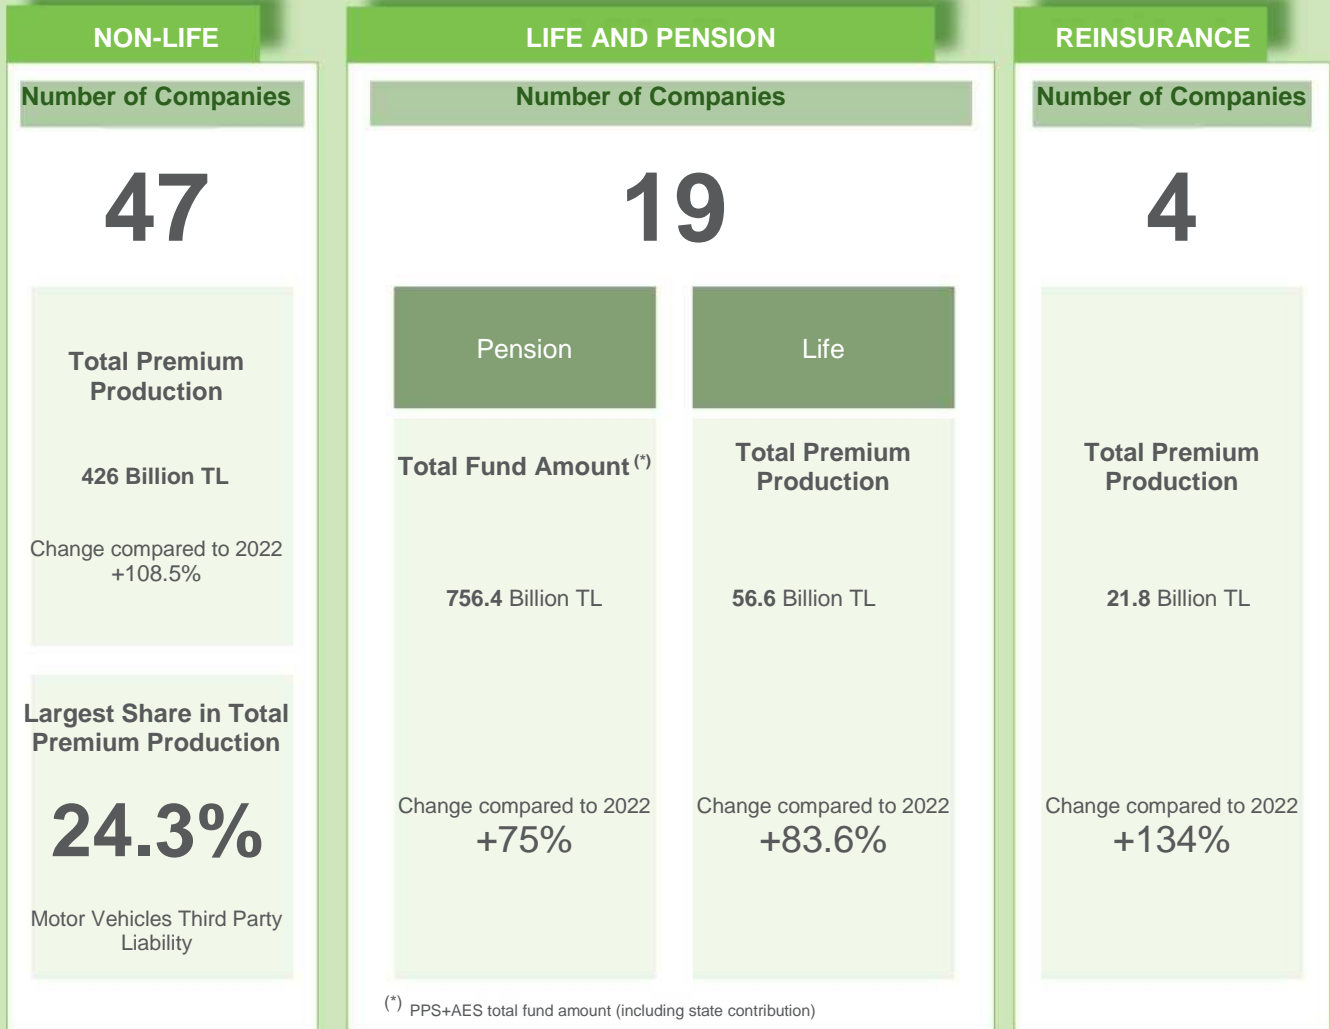 NON-LIFE
Number of Companies
47
Total Premium
Production
426 Billion TL
Change compared to 2022
+108.5%
Largest Share in Total
Premium Production
24.3%
Motor Vehicles Third Party
Liability
LIFE AND PENSION
Number of Companies
19
Pension
Total Fund Amount (*)
756.4 Billion TL
Change compared to 2022
+75%
Life
Total Premium
Production
56.6 Billion TL
Change compared to 2022
+83.6%
(*) PPS+AES total fund amount (including state contribution)
REINSURANCE
Number of Companies
4
Total Premium
Production
21.8 Billion TL
Change compared to 2022
+134%